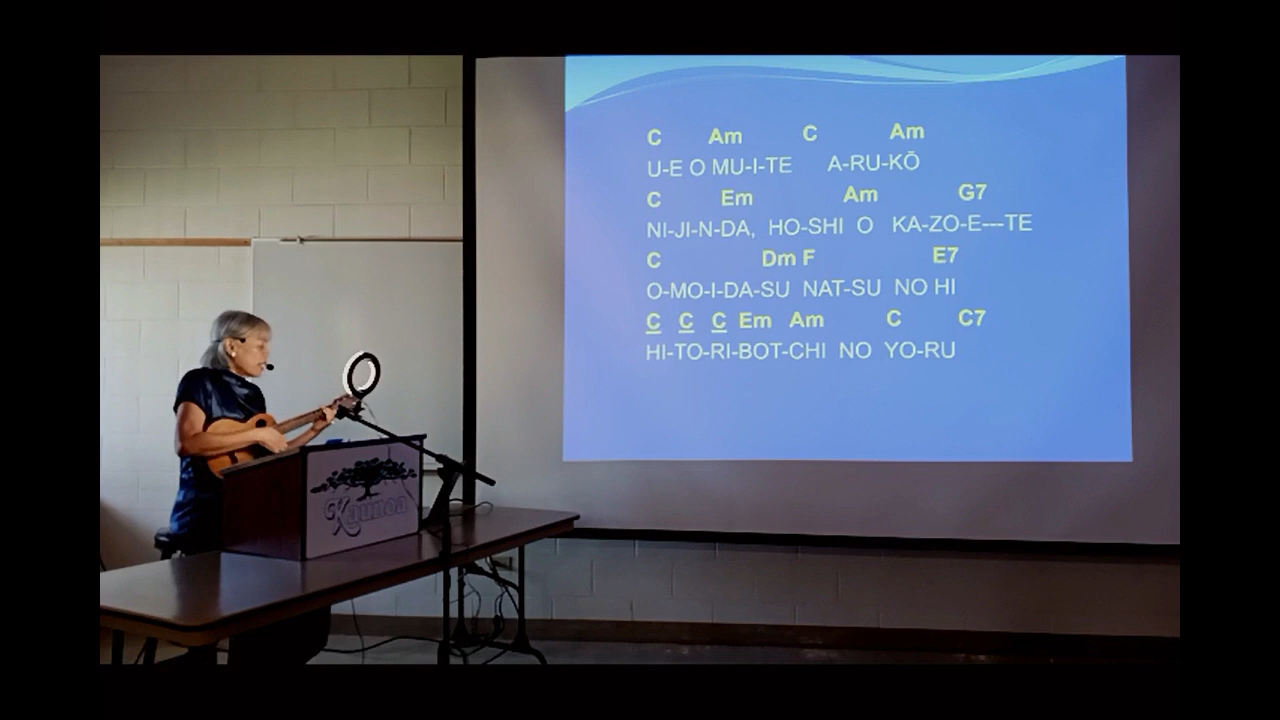 C Am C Am
U-E O MU-I-TE A-RU-KŌ
C Em Am G7
NI-JI-N-DA, HO-SHI O KA-ZO-E---TE
C Dm F E7
O-MO-I-DA-SU NAT-SU NO HI
C C C Em Am C C7
HI-TO-RI-BOT-CHI NO YO-RU
Kaunoa